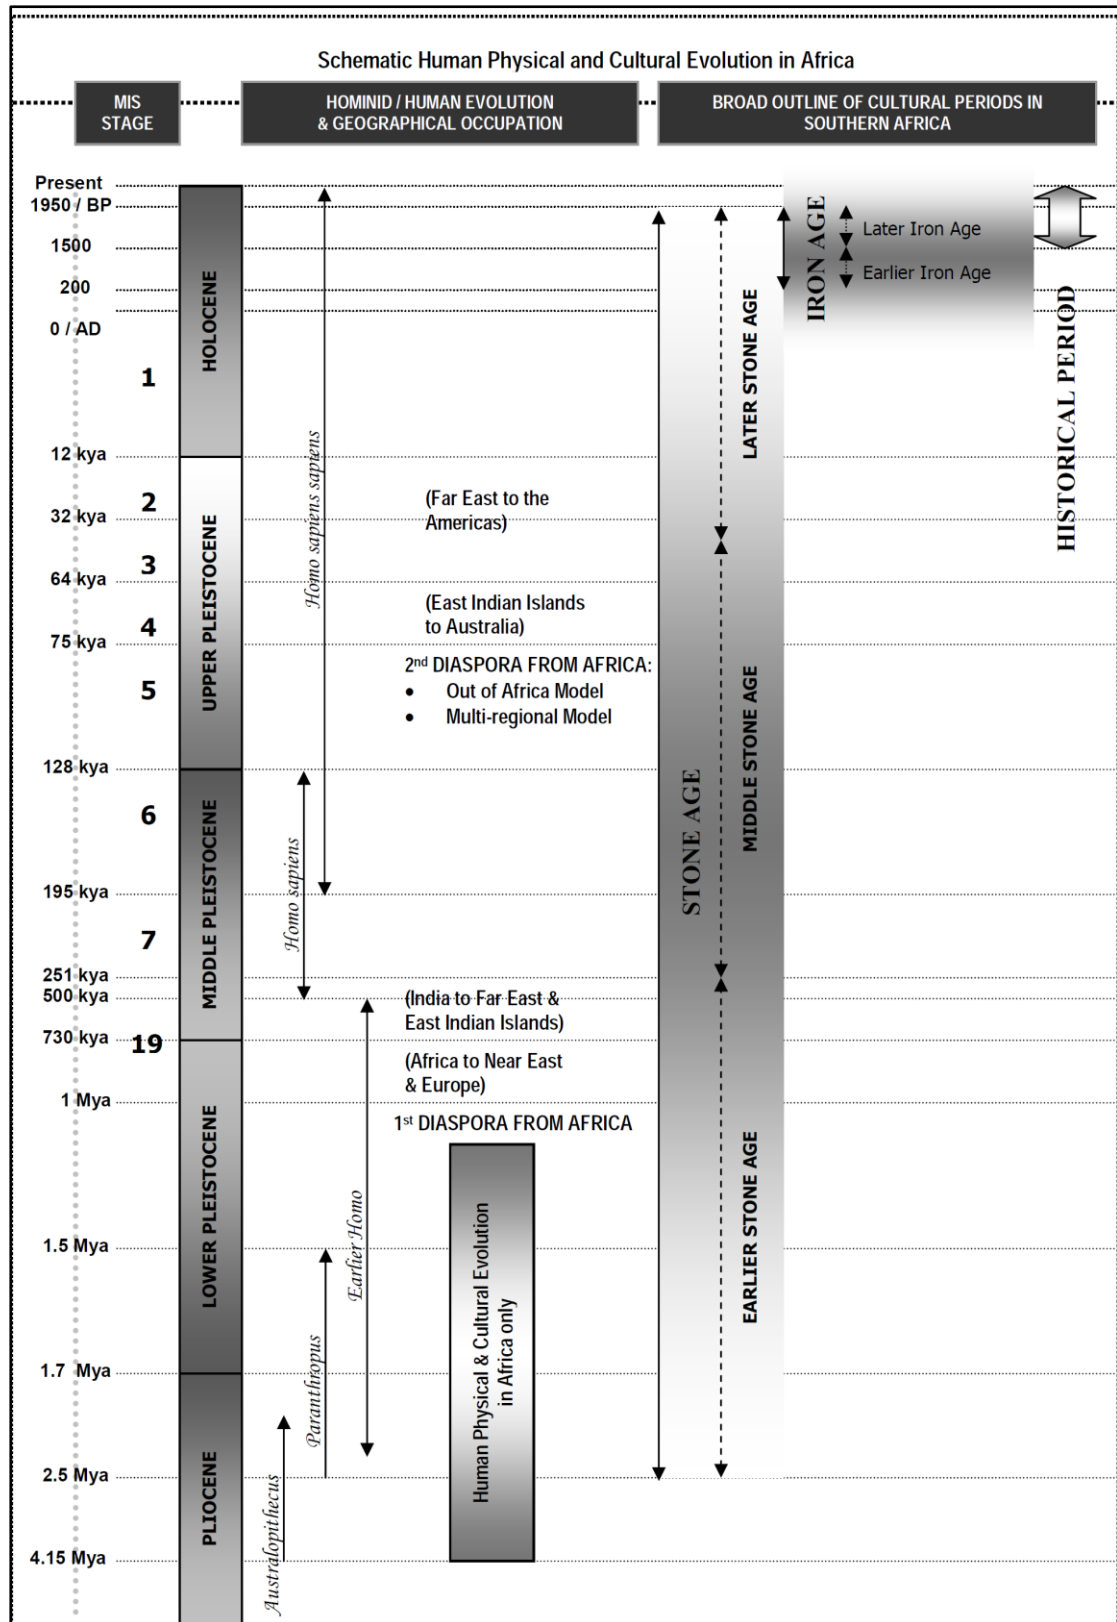 Schematic Human Physical and Cultural Evolution in Africa
MIS
STAGE
HOMINID / HUMAN EVOLUTION
& GEOGRAPHICAL OCCUPATION
BROAD OUTLINE OF CULTURAL PERIODS IN
SOUTHERN AFRICA
Present
1950 / BP
1500
200
0 / AD
12 kya
32 kya
64 kya
75 kya
128 kya
195 kya
251 kya
500 kya
730 kya
1 Mya
1.5 Mya
1.7 Mya
2.5 Mya
4.15 Mya
1
2
3
4
5
6
7
19
HOLOCENE
UPPER PLEISTOCENE
MIDDLE PLEISTOCENE
LOWER PLEISTOCENE
PLIOCENE
Homo sapiens sapiens
Homo sapiens
Earlier Homo
Paranthropus
Australopithecus
(Far East to the
Americas)
(East Indian Islands
to Australia)
2nd DIASPORA FROM AFRICA:
• Out of Africa Model
• Multi-regional Model
(India to Far East &
East Indian Islands)
(Africa to Near East
& Europe)
1st DIASPORA FROM AFRICA
Human Physical & Cultural Evolution
in Africa only
STONE AGE
LATER STONE AGE
MIDDLE STONE AGE
EARLIER STONE AGE
IRON AGE
Later Iron Age
Earlier Iron Age
HISTORICAL PERIOD